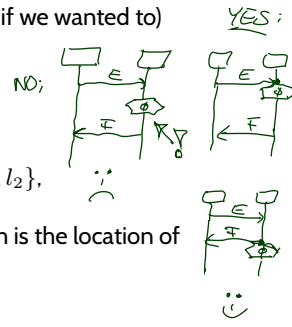 if we wanted to)
YES:
NO;
E
E
φ
φ
F
F
l₂},
n is the location of
E
F
φ